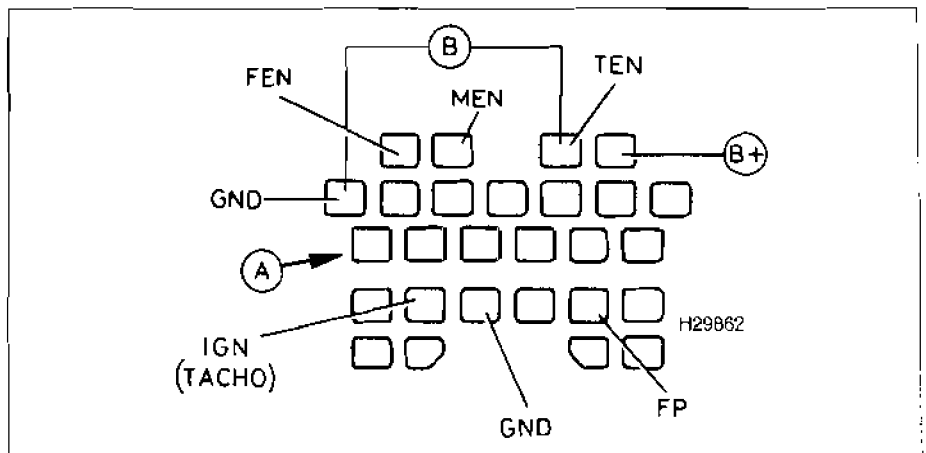 B
FEN
MEN
TEN
B+
GND
A
H29862
IGN
(TACHO)
GND
FP